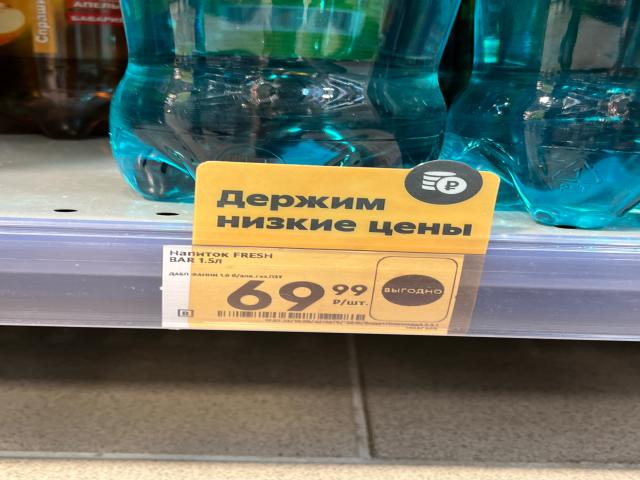 Держим
низкие цены
Напиток FRESH
BAR 1.5л
69 99
₽/шт.
ВЫГОДНО